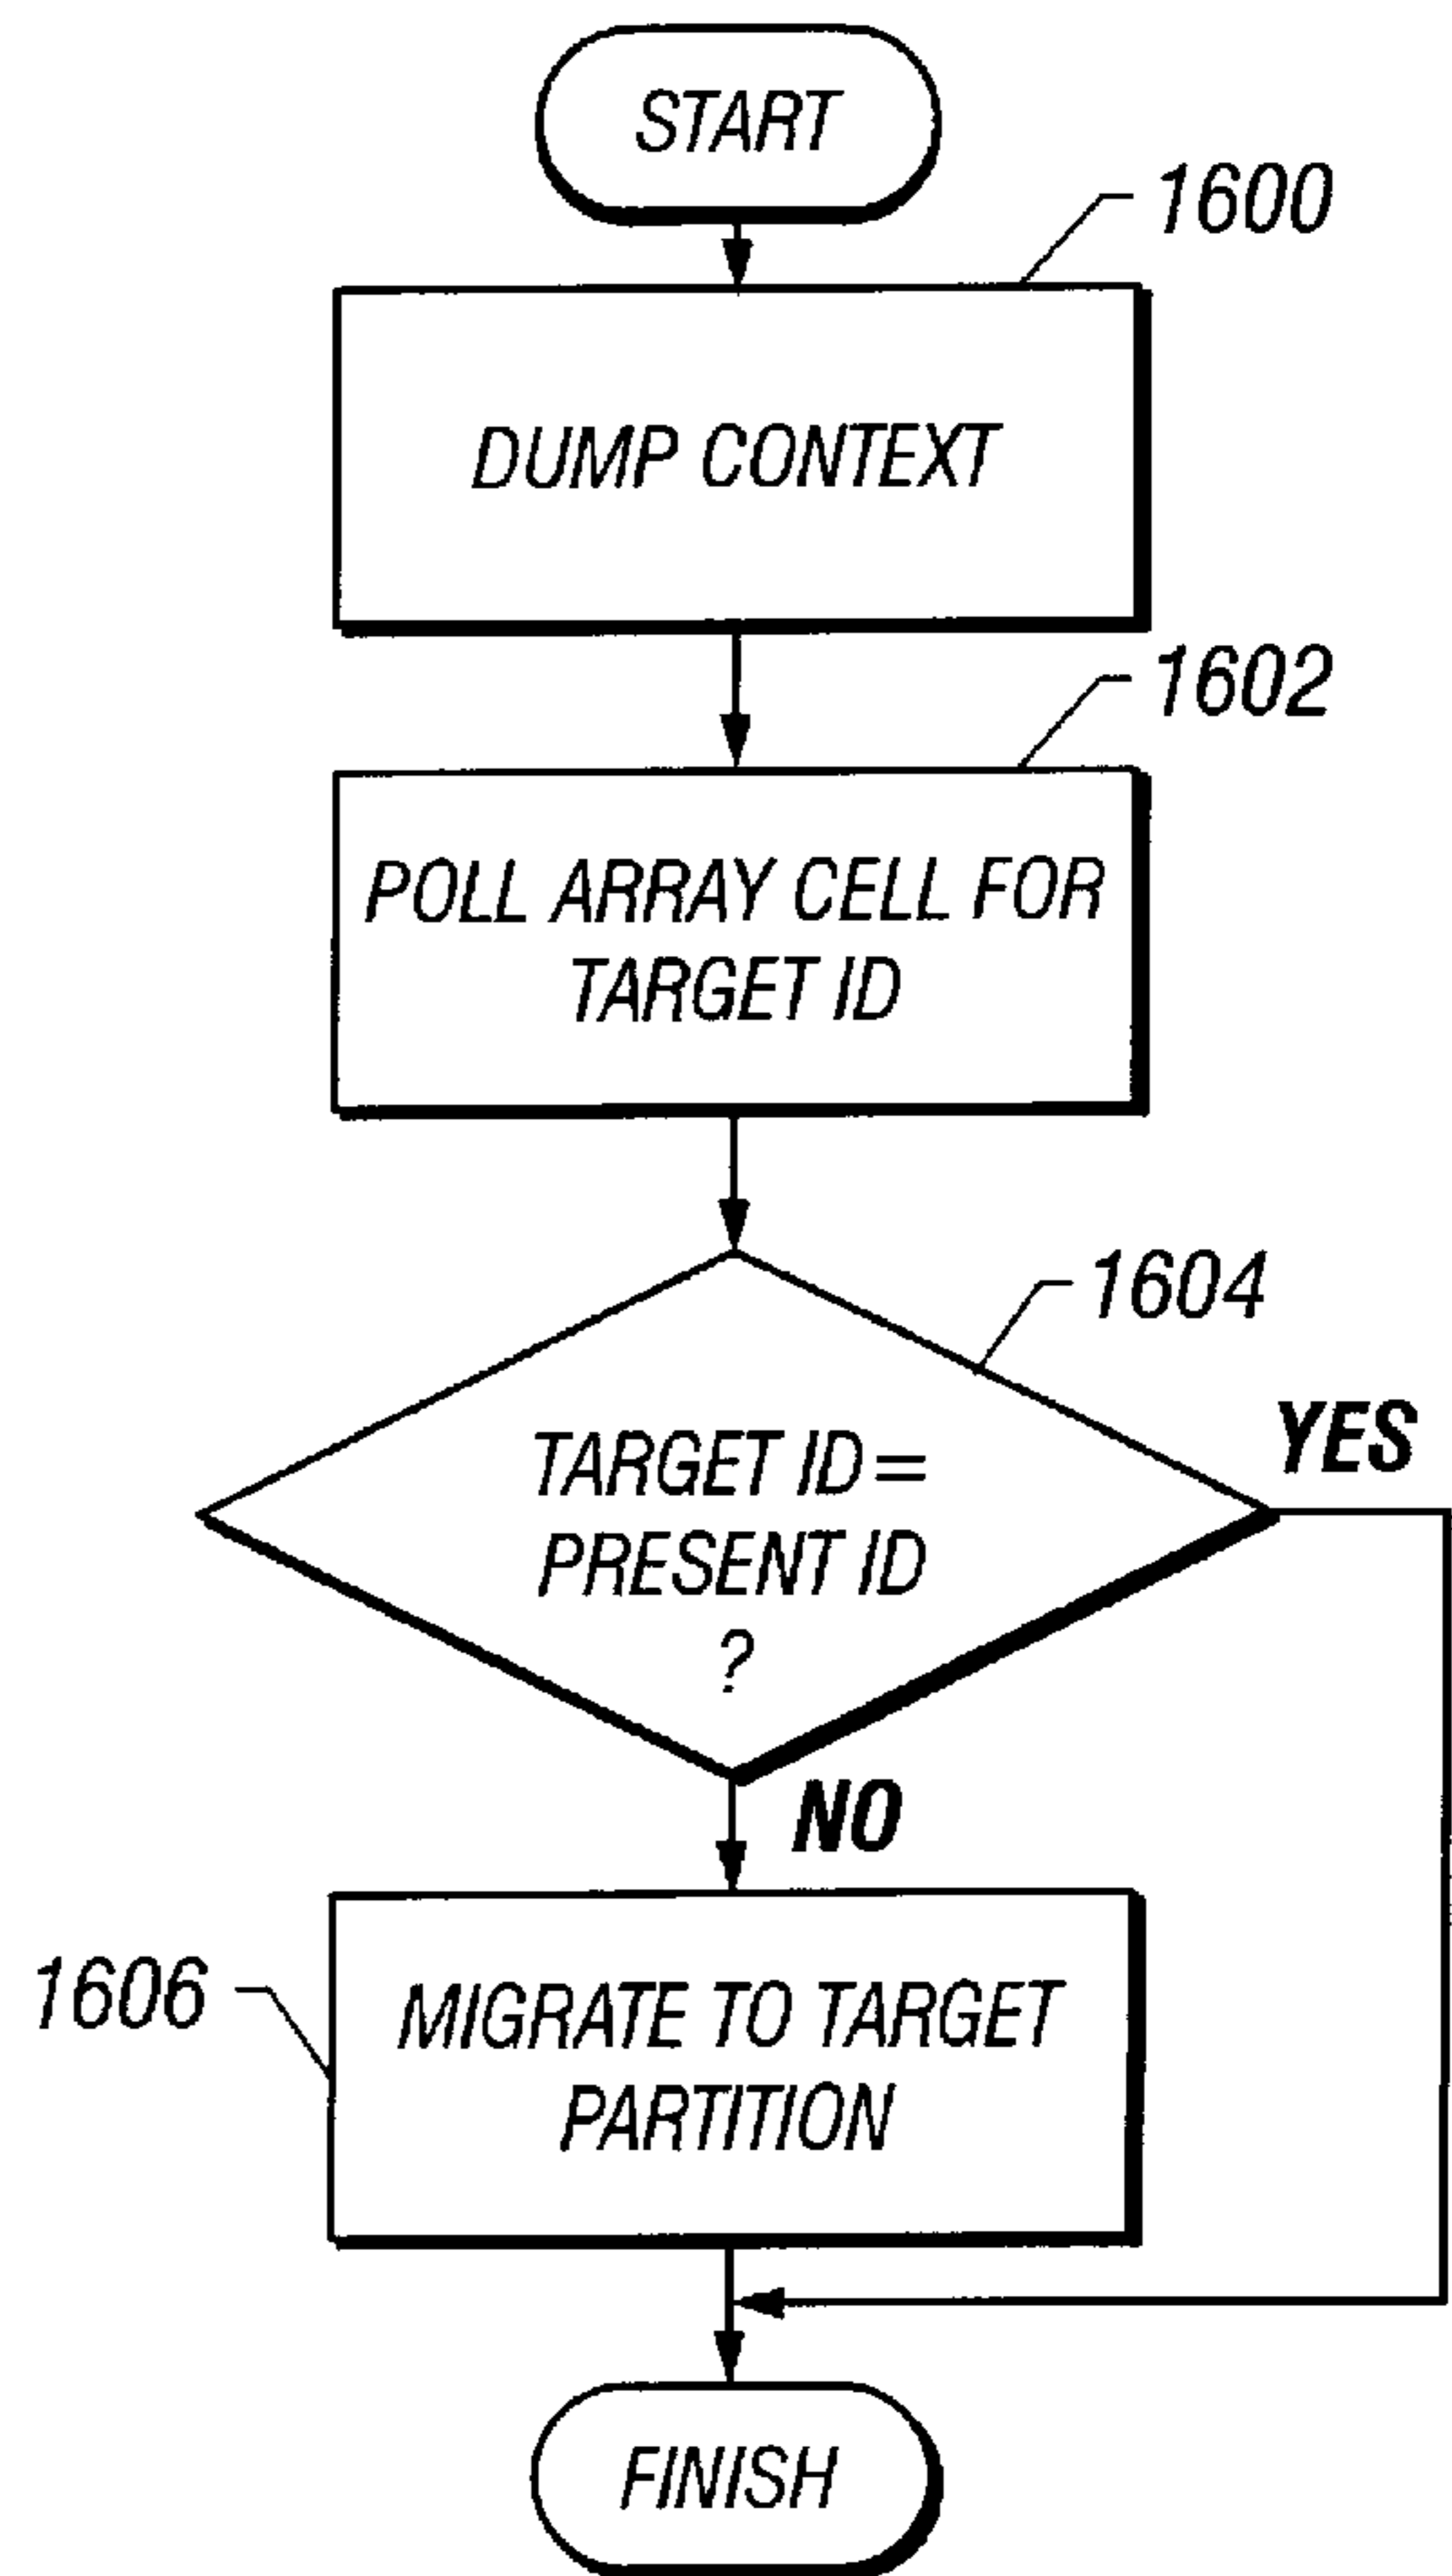 START
1600
DUMP CONTEXT
1602
POLL ARRAY CELL FOR
TARGET ID
1604
TARGET ID =
PRESENT ID
?
YES
NO
1606
MIGRATE TO TARGET
PARTITION
FINISH